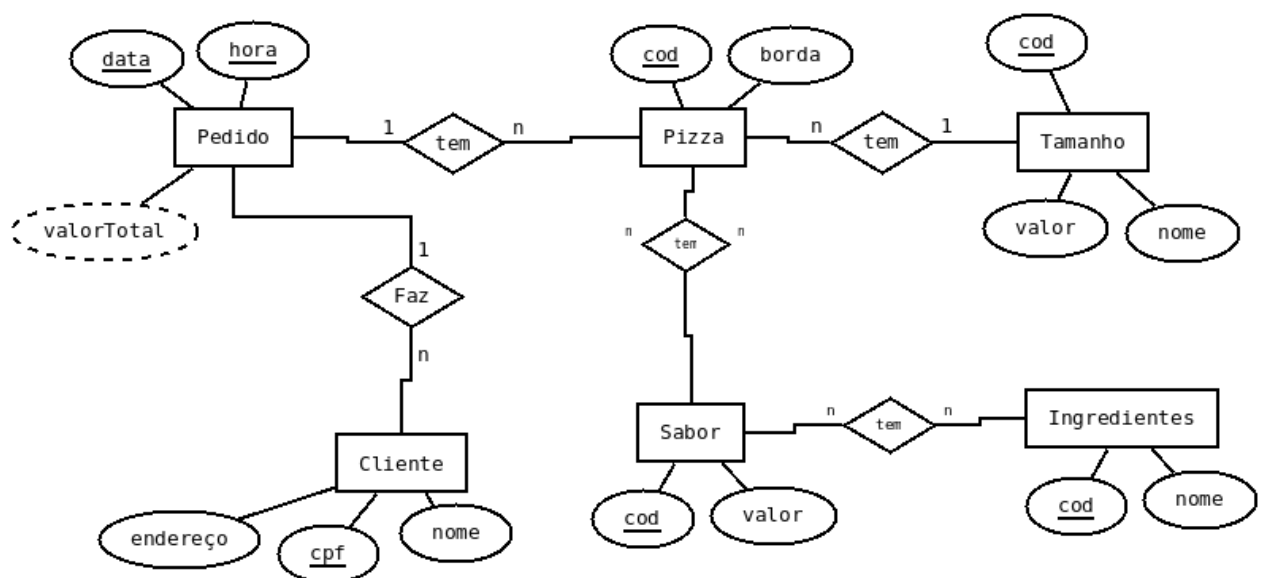 data
hora
cod
borda
cod
Pedido
1
tem
n
Pizza
n
tem
1
Tamanho
valorTotal
n
tem
n
valor
nome
1
Faz
n
Cliente
Sabor
n
tem
n
Ingredientes
endereço
cpf
nome
cod
valor
cod
nome